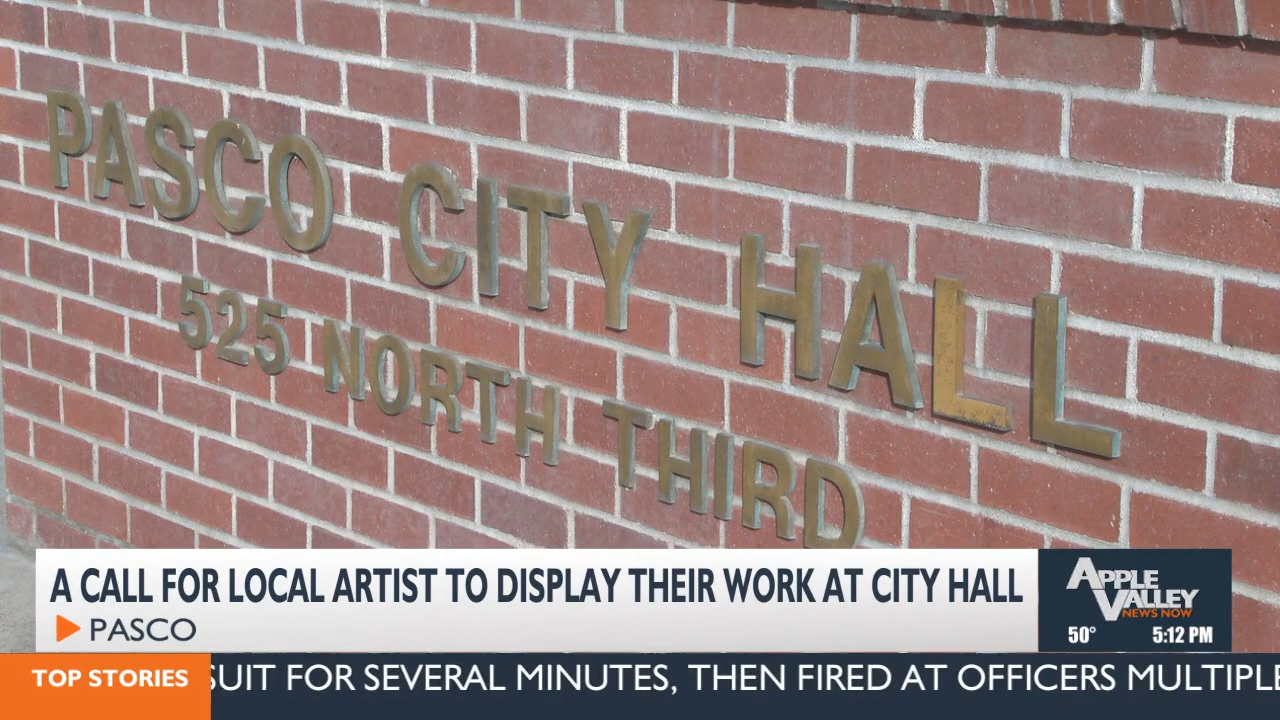 PASCO CITY HALL
525 NORTH THIRD
A CALL FOR LOCAL ARTIST TO DISPLAY THEIR WORK AT CITY HALL
PASCO
APPLE
VALLEY
NEWS NOW
50° 5:12 PM
TOP STORIES SUIT FOR SEVERAL MINUTES, THEN FIRED AT OFFICERS MULTIPLE